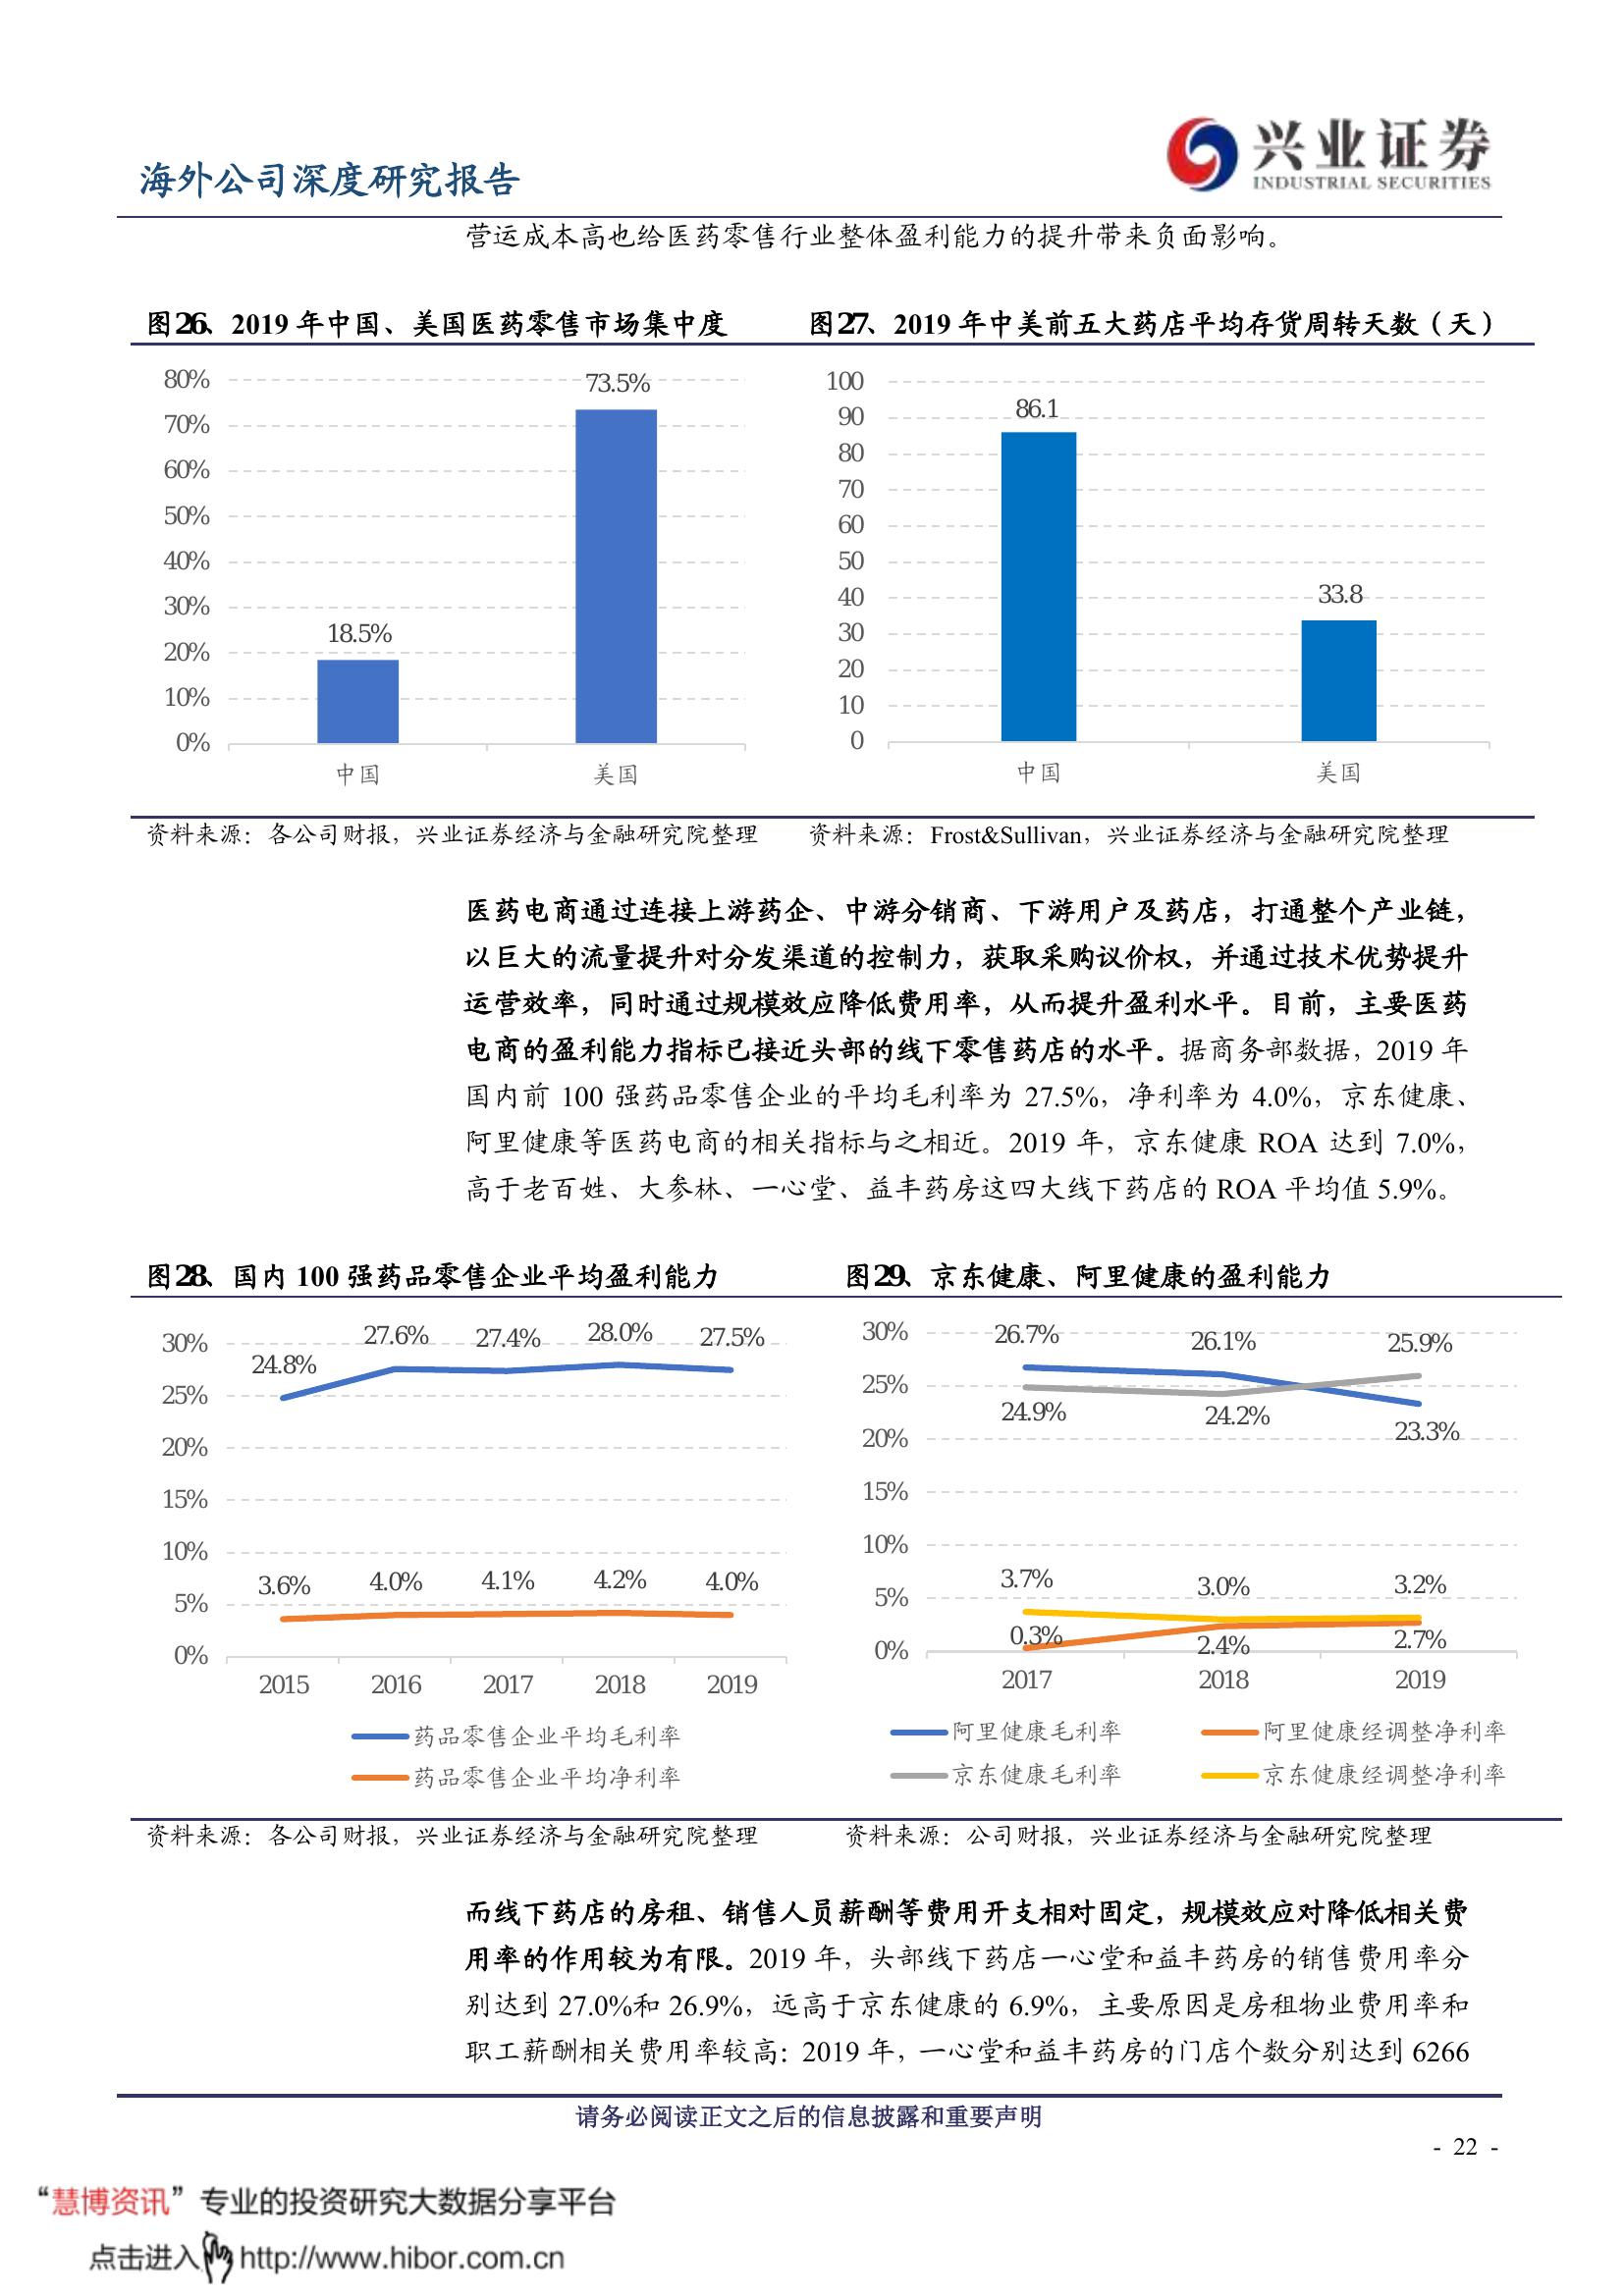 海外公司深度研究报告
兴业证券
INDUSTRIAL SECURITIES
营运成本高也给医药零售行业整体盈利能力的提升带来负面影响。
图26、2019 年中国、美国医药零售市场集中度
80%
70%
60%
50%
40%
30%
20%
10%
0%
18.5%
73.5%
中国
美国
资料来源：各公司财报，兴业证券经济与金融研究院整理
图27、2019 年中美前五大药店平均存货周转天数（天）
100
90
80
70
60
50
40
30
20
10
0
86.1
33.8
中国
美国
资料来源：Frost&Sullivan，兴业证券经济与金融研究院整理
医药电商通过连接上游药企、中游分销商、下游用户及药店，打通整个产业链，
以巨大的流量提升对分发渠道的控制力，获取采购议价权，并通过技术优势提升
运营效率，同时通过规模效应降低费用率，从而提升盈利水平。目前，主要医药
电商的盈利能力指标已接近头部的线下零售药店的水平。据商务部数据，2019 年
国内前 100 强药品零售企业的平均毛利率为 27.5%，净利率为 4.0%，京东健康、
阿里健康等医药电商的相关指标与之相近。2019 年，京东健康 ROA 达到 7.0%，
高于老百姓、大参林、一心堂、益丰药房这四大线下药店的 ROA 平均值 5.9%。
图28、国内 100 强药品零售企业平均盈利能力
30%
25%
20%
15%
10%
5%
0%
24.8%
27.6%
27.4%
28.0%
27.5%
3.6%
4.0%
4.1%
4.2%
4.0%
2015
2016
2017
2018
2019
药品零售企业平均毛利率
药品零售企业平均净利率
资料来源：各公司财报，兴业证券经济与金融研究院整理
图29、京东健康、阿里健康的盈利能力
30%
25%
20%
15%
10%
5%
0%
26.7%
26.1%
25.9%
24.9%
24.2%
23.3%
3.7%
3.0%
3.2%
0.3%
2.4%
2.7%
2017
2018
2019
阿里健康毛利率
阿里健康经调整净利率
京东健康毛利率
京东健康经调整净利率
资料来源：公司财报，兴业证券经济与金融研究院整理
而线下药店的房租、销售人员薪酬等费用开支相对固定，规模效应对降低相关费
用率的作用较为有限。2019 年，头部线下药店一心堂和益丰药房的销售费用率分
别达到 27.0%和 26.9%，远高于京东健康的 6.9%，主要原因是房租物业费用率和
职工薪酬相关费用率较高：2019 年，一心堂和益丰药房的门店个数分别达到 6266
请务必阅读正文之后的信息披露和重要声明
- 22 -
“慧博资讯”专业的投资研究大数据分享平台
点击进入http://www.hibor.com.cn